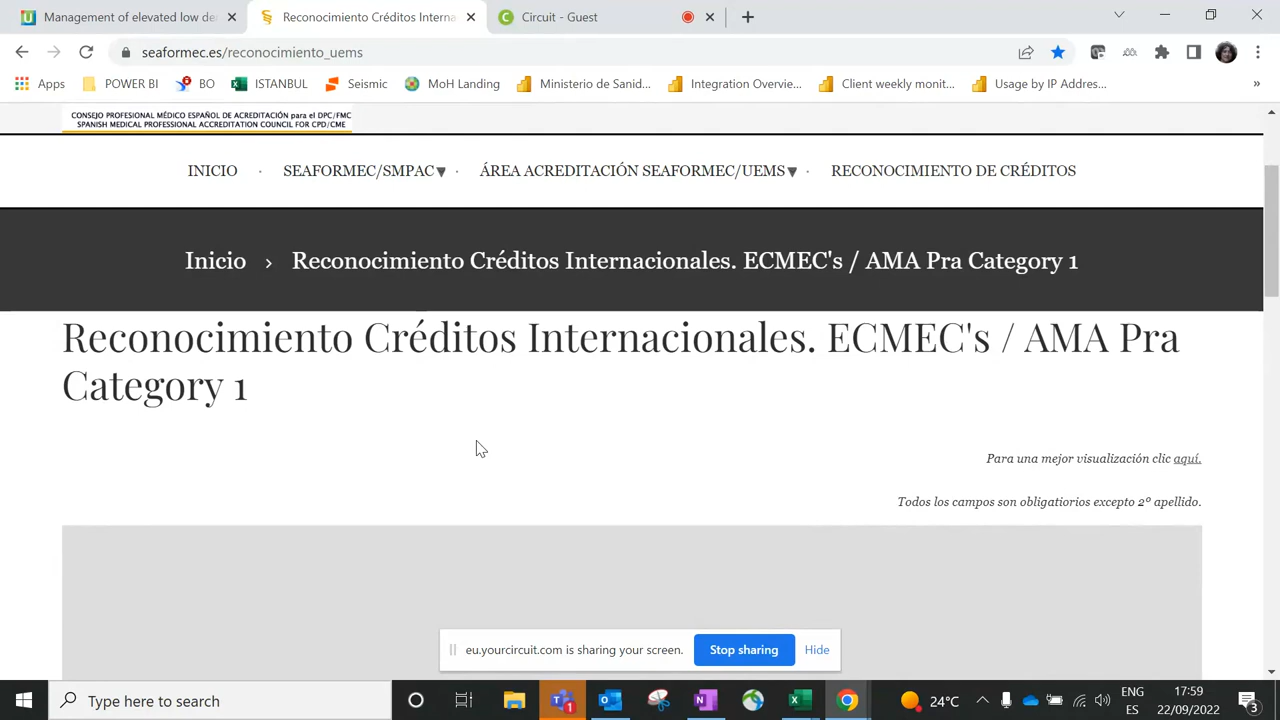 Management of elevated low de
Reconocimiento Créditos Interna
Circuit - Guest
seaformec.es/reconocimiento_uems
Apps
POWER BI
BO
ISTANBUL
Seismic
MoH Landing
Ministerio de Sanid...
Integration Overvie...
Client weekly monit...
Usage by IP Addres...
»
CONSEJO PROFESIONAL MÉDICO ESPAÑOL DE ACREDITACIÓN para el DPC/FMC
SPANISH MEDICAL PROFESSIONAL ACCREDITATION COUNCIL FOR CPD/CME
INICIO · SEAFORMEC/SMPAC▼ · ÁREA ACREDITACIÓN SEAFORMEC/UEMS▼ · RECONOCIMIENTO DE CRÉDITOS
Inicio › Reconocimiento Créditos Internacionales. ECMEC's / AMA Pra Category 1
Reconocimiento Créditos Internacionales. ECMEC's / AMA Pra
Category 1
Para una mejor visualización clic aquí.
Todos los campos son obligatiorios excepto 2º apellido.
eu.yourcircuit.com is sharing your screen.
Stop sharing
Hide
Type here to search
1
24°C
ENG
ES
17:59
22/09/2022
3